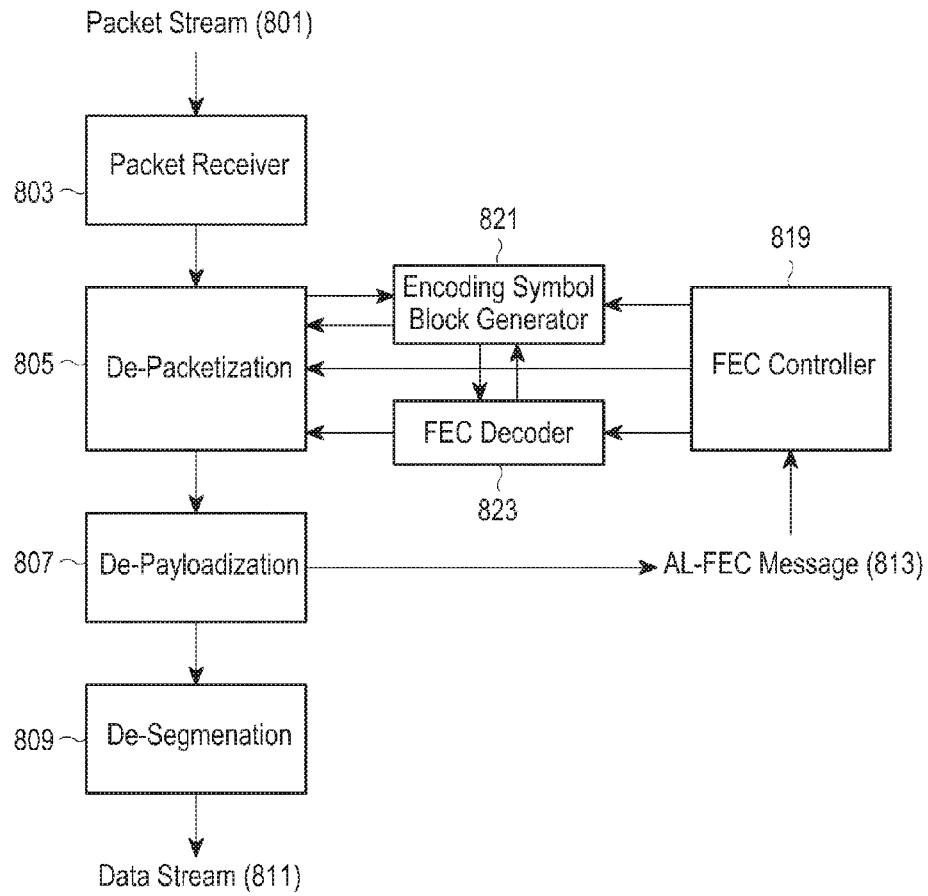 Packet Stream (801)
Packet Receiver
803
821
819
Encoding Symbol
Block Generator
805
De-Packetization
FEC Controller
FEC Decoder
823
807
De-Payloadization
AL-FEC Message (813)
809
De-Segmenation
Data Stream (811)